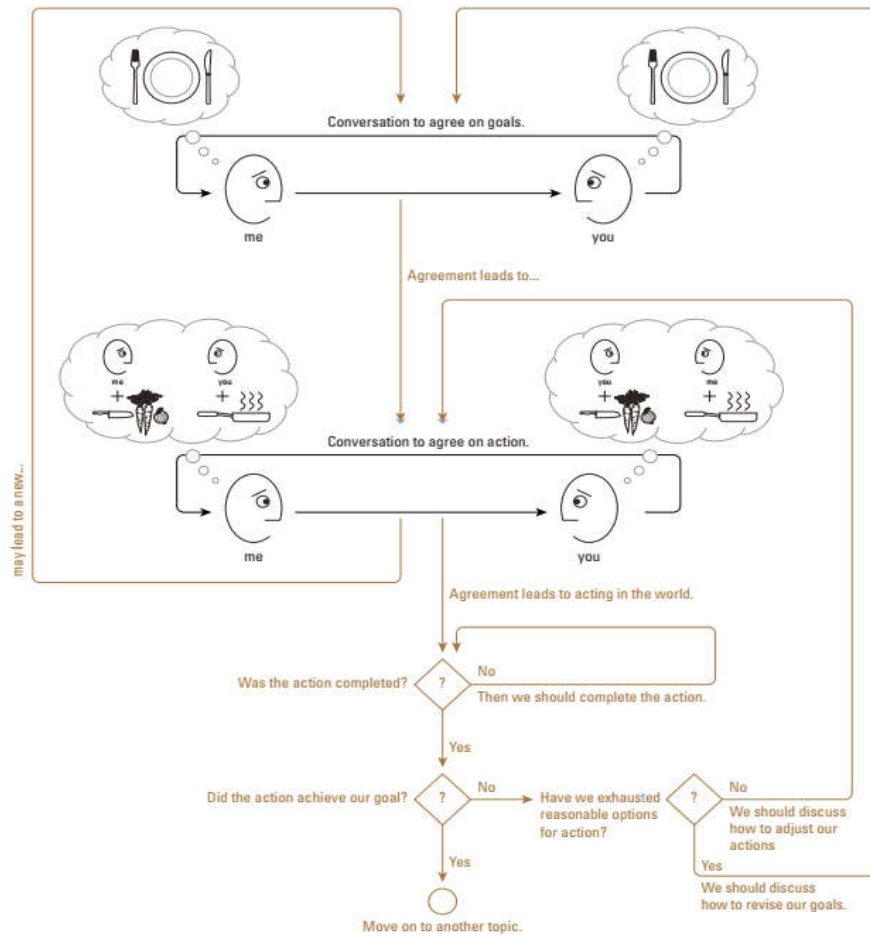 Conversation to agree on goals.
me
you
Agreement leads to...
me
+
you
+
you
+
me
+
Conversation to agree on action.
me
you
may lead to a new...
Agreement leads to acting in the world.
Was the action completed?
?
No
Then we should complete the action.
Yes
Did the action achieve our goal?
?
No
Have we exhausted
reasonable options
for action?
?
No
We should discuss
how to adjust our
actions
Yes
We should discuss
how to revise our goals.
Yes
Move on to another topic.